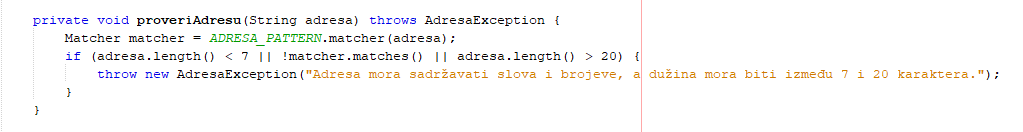 private void proveriAdresu(String adresa) throws AdresaException {
Matcher matcher = ADRESA_PATTERN.matcher(adresa);
if (adresa.length() < 7 || !matcher.matches() || adresa.length() > 20) {
throw new AdresaException("Adresa mora sadržavati slova i brojeve, a dužina mora biti između 7 i 20 karaktera.");
}
}